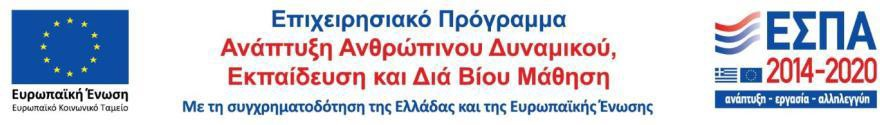 Ευρωπαϊκή Ένωση
Ευρωπαϊκό Κοινωνικό Ταμείο
Επιχειρησιακό Πρόγραμμα
Ανάπτυξη Ανθρώπινου Δυναμικού,
Εκπαίδευση και Διά Βίου Μάθηση
Με τη συγχρηματοδότηση της Ελλάδας και της Ευρωπαϊκής Ένωσης
ΕΣΠΑ
2014-2020
ανάπτυξη - εργασία - αλληλεγγύη